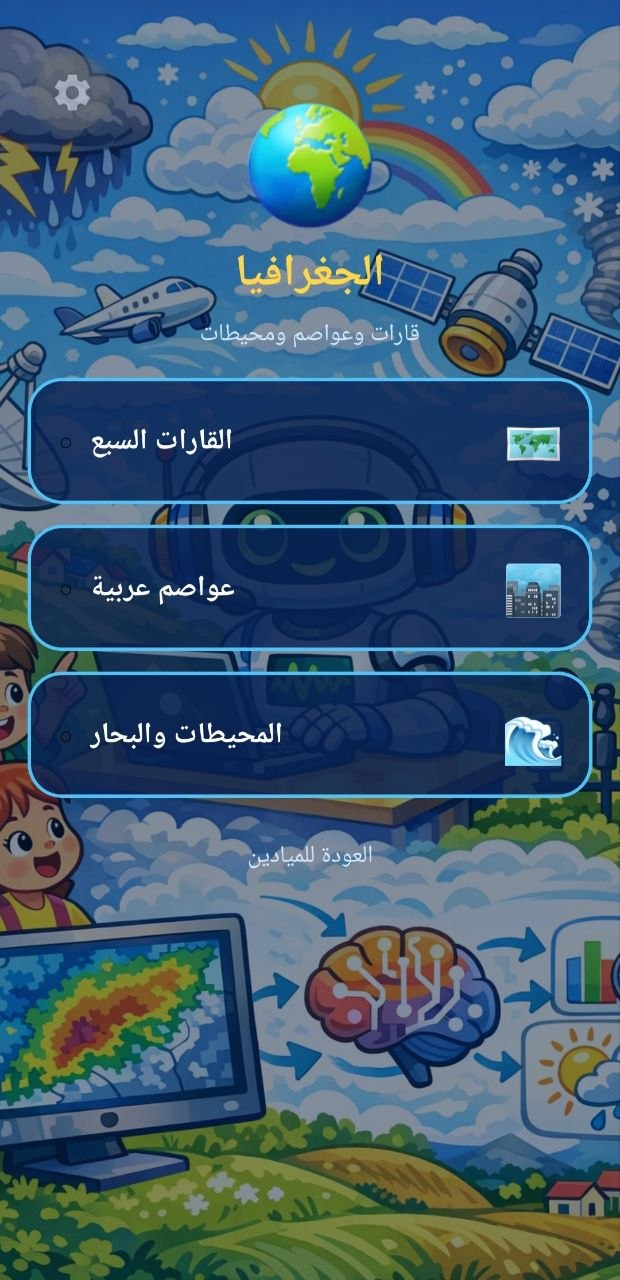 الجغرافيا
قارات وعواصم ومحيطات
القارات السبع
عواصم عربية
المحيطات والبحار
العودة للميادين